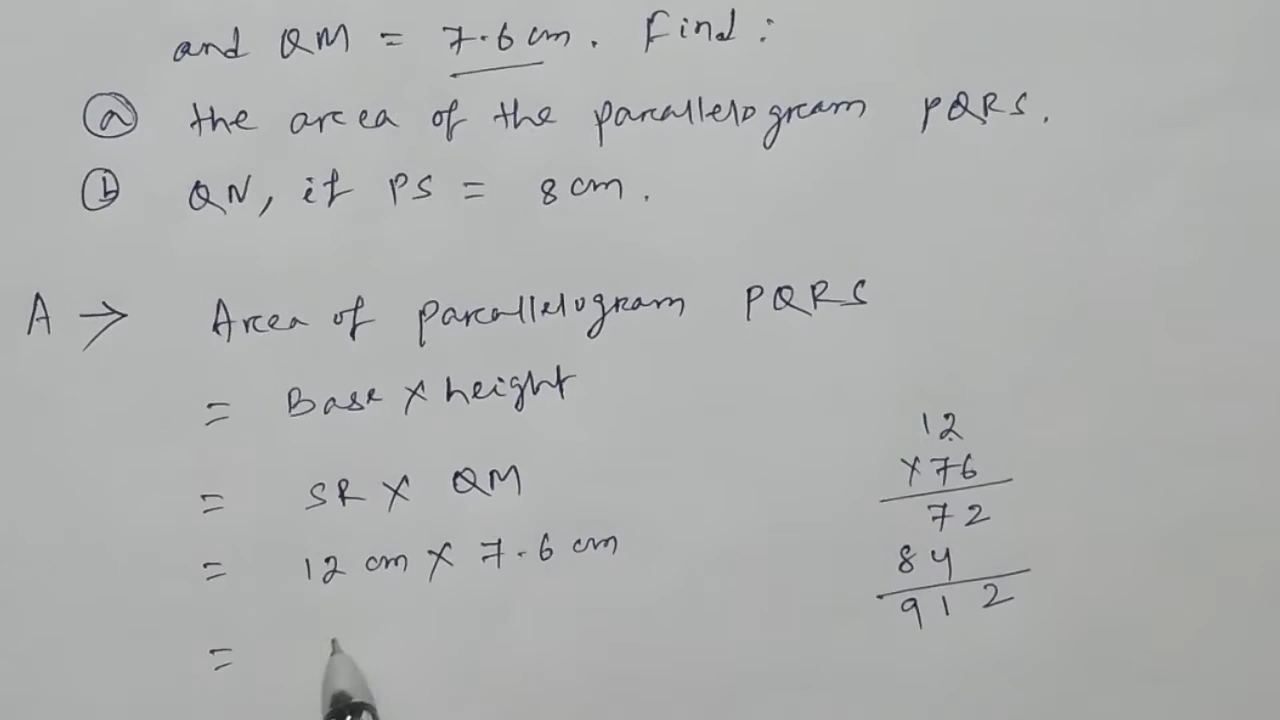 and QM = 7.6 cm. Find :
(a) the area of the parallelogram PQRS.
(b) QN, if PS = 8 cm.
A → Area of parallelogram PQRS
= Base × height
= SR × QM
= 12 cm × 7.6 cm
=
12
×76
72
84
912